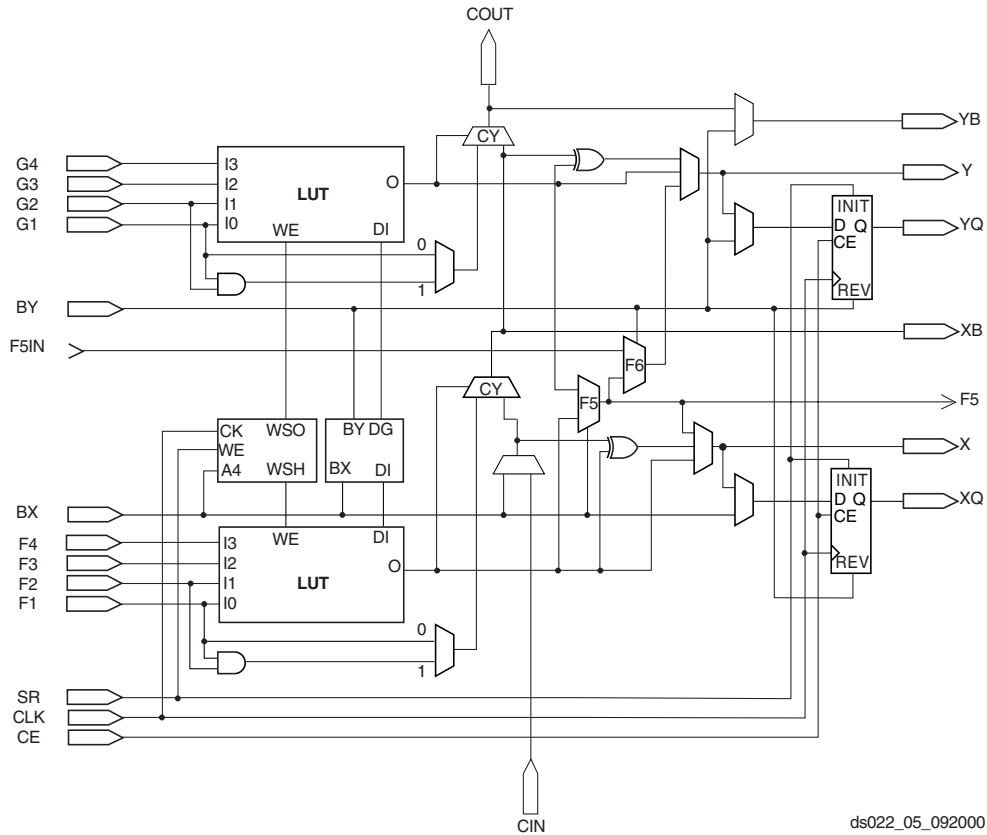 COUT
CY
YB
G4
G3
G2
G1
I3
I2
I1
I0
LUT
O
WE
DI
Y
INIT
D Q
CE
REV
YQ
0
1
BY
XB
F5IN
F6
CY
F5
F5
CK
WE
A4
WSO
WSH
BY DG
BX
DI
X
INIT
D Q
CE
REV
XQ
BX
F4
F3
F2
F1
I3
I2
I1
I0
WE
DI
LUT
O
0
1
SR
CLK
CE
CIN
ds022_05_092000